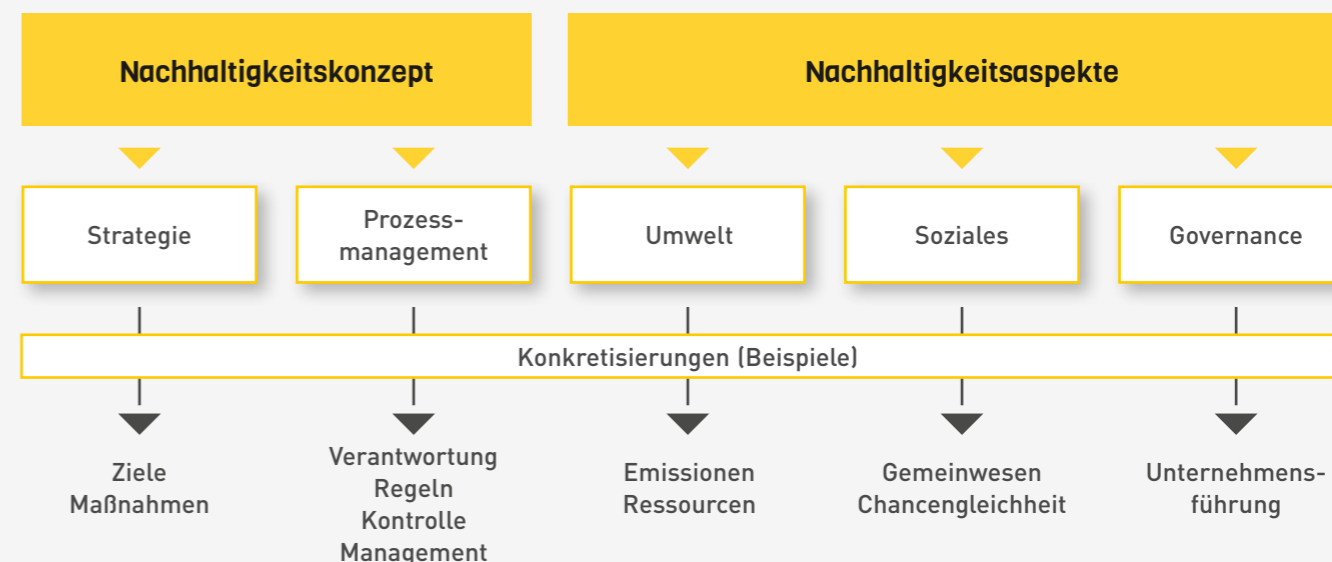 Nachhaltigkeitskonzept
Nachhaltigkeitsaspekte
Strategie
Prozess-
management
Umwelt
Soziales
Governance
Konkretisierungen (Beispiele)
Ziele
Maßnahmen
Verantwortung
Regeln
Kontrolle
Management
Emissionen
Ressourcen
Gemeinwesen
Chancengleichheit
Unternehmens-
führung